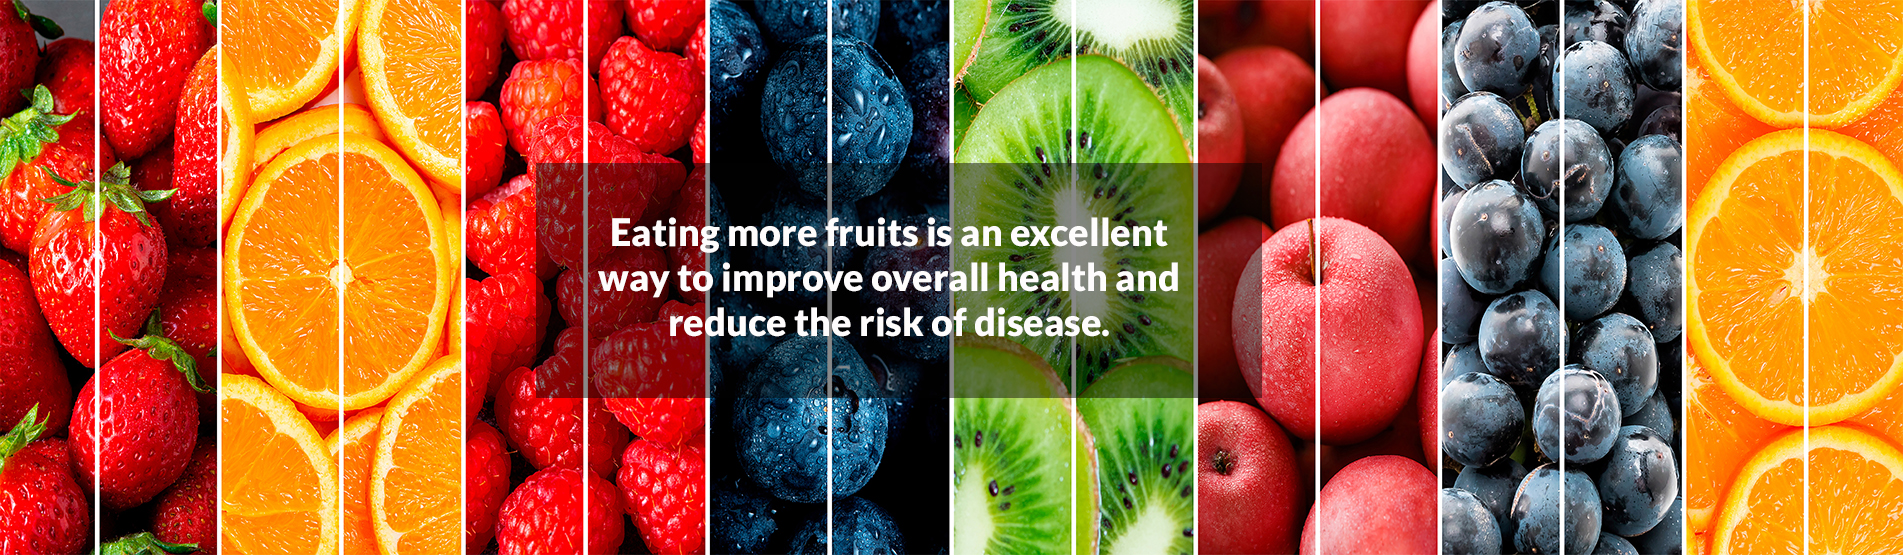 Eating more fruits is an excellent
way to improve overall health and
reduce the risk of disease.